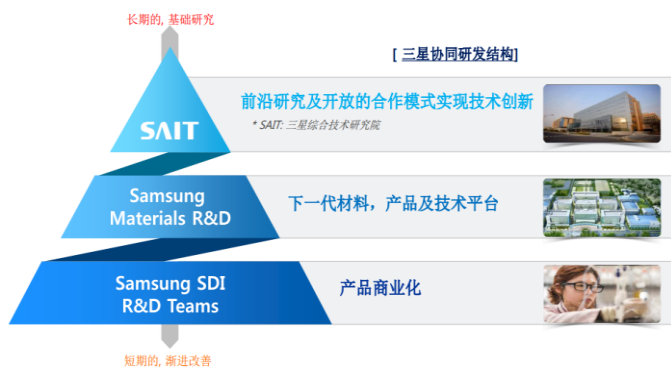 长期的, 基础研究
[ 三星协同研发结构]
前沿研究及开放的合作模式实现技术创新
SAIT
* SAIT: 三星综合技术研究院
Samsung
Materials R&D
下一代材料，产品及技术平台
Samsung SDI
R&D Teams
产品商业化
短期的, 渐进改善